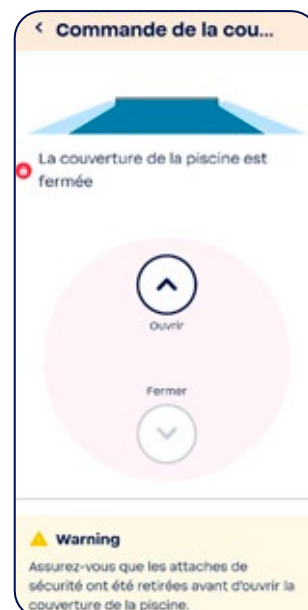 Commande de la cou...
La couverture de la piscine est
fermée
Ouvrir
Fermer
Warning
Assurez-vous que les attaches de
sécurité ont été retirées avant d'ouvrir la
couverture de la piscine.